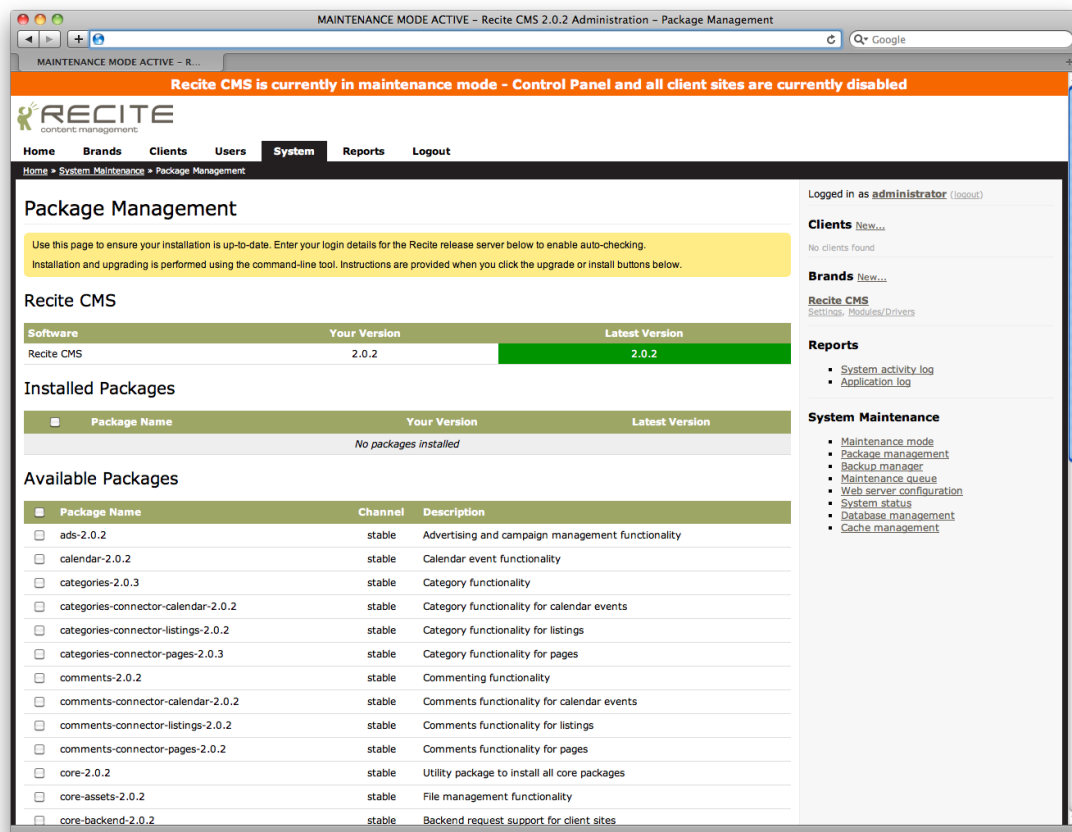 MAINTENANCE MODE ACTIVE – Recite CMS 2.0.2 Administration – Package Management
Google
MAINTENANCE MODE ACTIVE – R...
Recite CMS is currently in maintenance mode - Control Panel and all client sites are currently disabled
RECITE
content management
Home Brands Clients Users System Reports Logout
Home » System Maintenance » Package Management
Package Management
Use this page to ensure your installation is up-to-date. Enter your login details for the Recite release server below to enable auto-checking.
Installation and upgrading is performed using the command-line tool. Instructions are provided when you click the upgrade or install buttons below.
Recite CMS
Software Your Version Latest Version
Recite CMS 2.0.2 2.0.2
Installed Packages
Package Name Your Version Latest Version
No packages installed
Available Packages
Package Name Channel Description
ads-2.0.2 stable Advertising and campaign management functionality
calendar-2.0.2 stable Calendar event functionality
categories-2.0.3 stable Category functionality
categories-connector-calendar-2.0.2 stable Category functionality for calendar events
categories-connector-listings-2.0.2 stable Category functionality for listings
categories-connector-pages-2.0.3 stable Category functionality for pages
comments-2.0.2 stable Commenting functionality
comments-connector-calendar-2.0.2 stable Comments functionality for calendar events
comments-connector-listings-2.0.2 stable Comments functionality for listings
comments-connector-pages-2.0.2 stable Comments functionality for pages
core-2.0.2 stable Utility package to install all core packages
core-assets-2.0.2 stable File management functionality
core-backend-2.0.2 stable Backend request support for client sites
Logged in as administrator (logout)
Clients New...
No clients found
Brands New...
Recite CMS
Settings, Modules/Drivers
Reports
System activity log
Application log
System Maintenance
Maintenance mode
Package management
Backup manager
Maintenance queue
Web server configuration
System status
Database management
Cache management